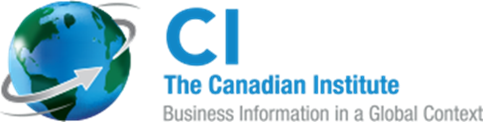 CI
The Canadian Institute
Business Information in a Global Context